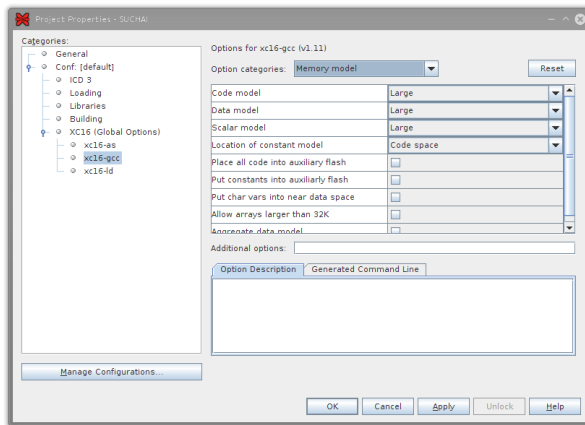 Project Properties - SUCHAI
Categories:
General
Conf: [default]
ICD 3
Loading
Libraries
Building
XC16 (Global Options)
xc16-as
xc16-gcc
xc16-ld
Manage Configurations...
Options for xc16-gcc (v1.11)
Option categories: Memory model Reset
Code model Large
Data model Large
Scalar model Large
Location of constant model Code space
Place all code into auxiliary flash
Put constants into auxiliarly flash
Put char vars into near data space
Allow arrays larger than 32K
Aggregate data model
Additional options:
Option Description Generated Command Line
OK Cancel Apply Unlock Help